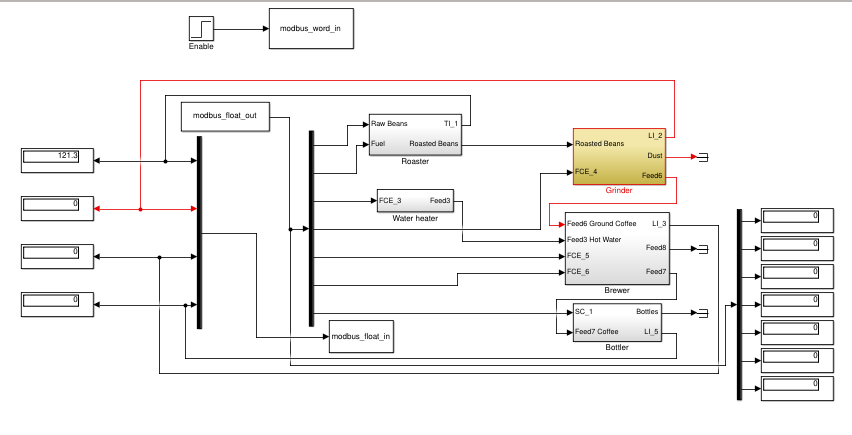 modbus_word_in
Enable
modbus_float_out
Raw Beans
TI_1
Fuel
Roasted Beans
Roaster
LI_2
Roasted Beans
Dust
FCE_4
Feed6
Grinder
121.3
0
0
0
FCE_3
Feed3
Water heater
Feed6 Ground Coffee
LI_3
Feed3 Hot Water
Feed8
FCE_5
FCE_6
Feed7
Brewer
SC_1
Bottles
Feed7 Coffee
LI_5
Bottler
modbus_float_in
0
0
0
0
0
0
0